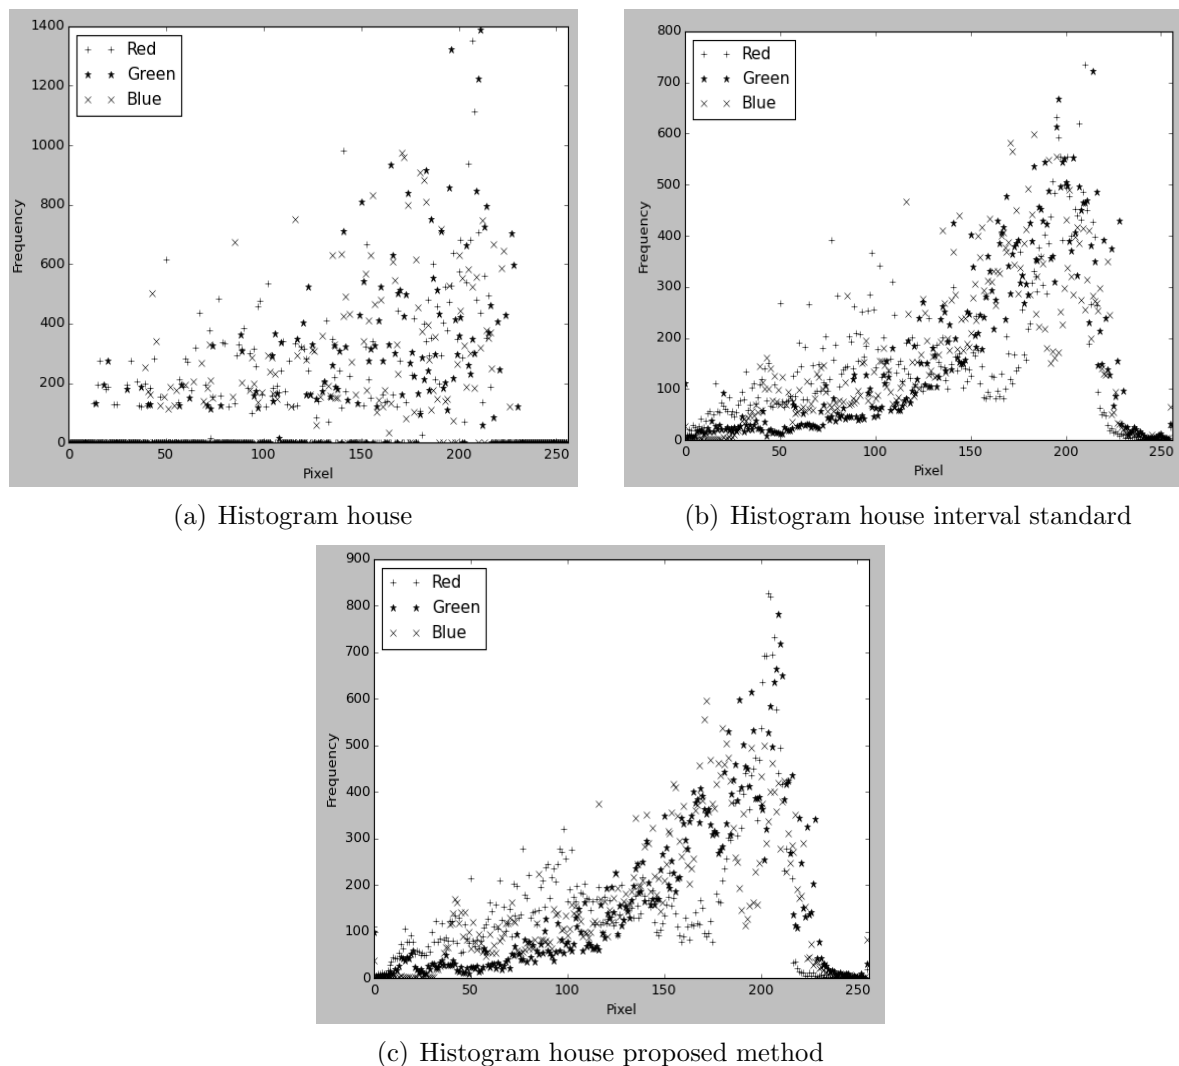 1400
1200
1000
800
600
400
200
0
Frequency
Red
Green
Blue
0 50 100 150 200 250
Pixel
(a) Histogram house
800
700
600
500
400
300
200
100
0
Frequency
Red
Green
Blue
0 50 100 150 200 250
Pixel
(b) Histogram house interval standard
900
800
700
600
500
400
300
200
100
0
Frequency
Red
Green
Blue
0 50 100 150 200 250
Pixel
(c) Histogram house proposed method